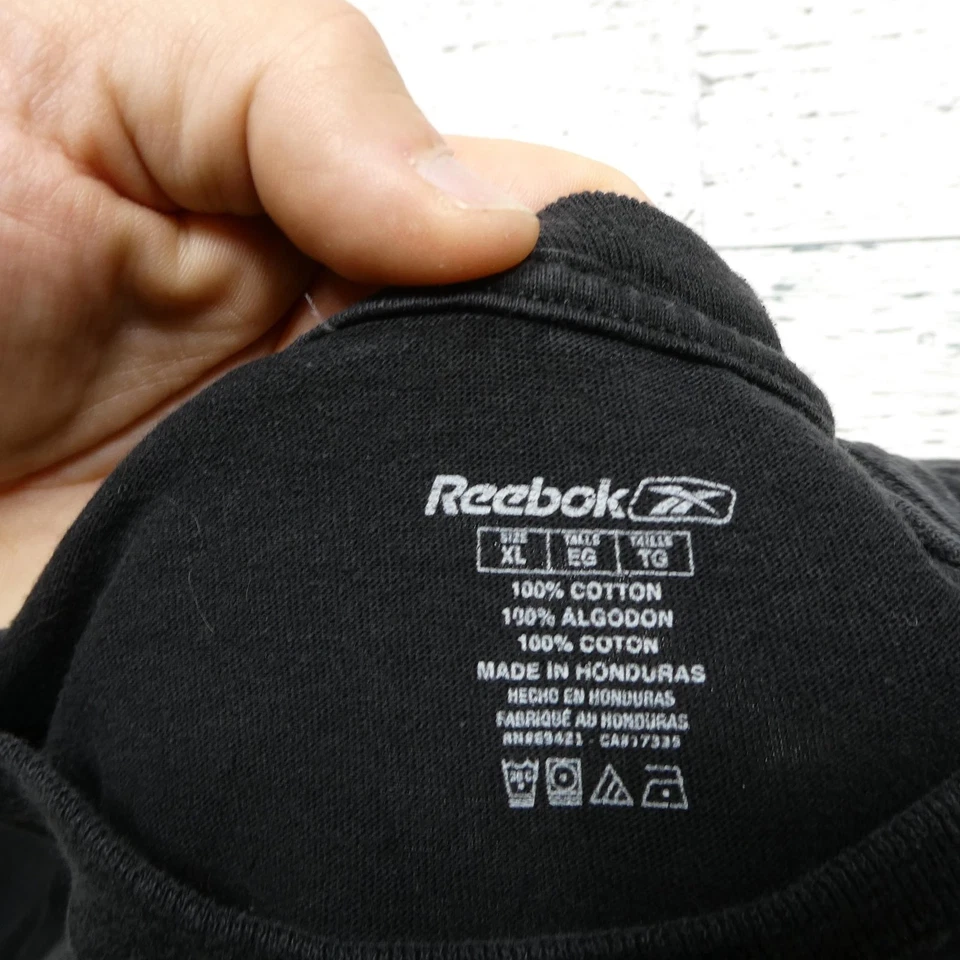 Reebok
SIZE TALLE TAILLE
XL EG TG
100% COTTON
100% ALGODON
100% COTON
MADE IN HONDURAS
HECHO EN HONDURAS
FABRIQUÉ AU HONDURAS